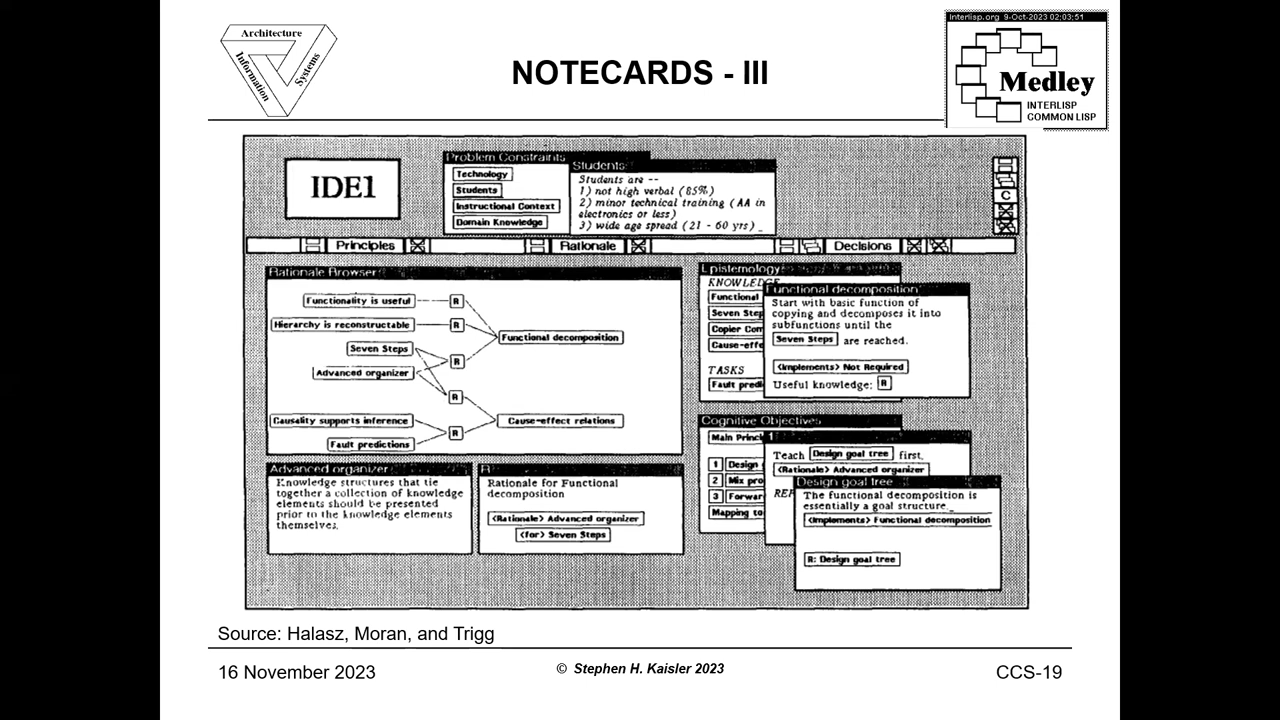 Architecture
Information
Systems
NOTECARDS - III
Interlisp.org 9-Oct-2023 02:03:51
Medley
INTERLISP
COMMON LISP
IDE1
Problem Constraints
Technology
Students
Instructional Context
Domain Knowledge
Students
Students are --
1) not high verbal (85%)
2) minor technical training (AA in
electronics or less)
3) wide age spread (21 - 60 yrs)_
C
Principles
Rationale
Decisions
Rationale Browser
Functionality is useful
R
Hierarchy is reconstructable
R
Functional decomposition
Seven Steps
R
Advanced organizer
R
Causality supports inference
R
Cause-effect relations
Fault predictions
Advanced organizer
Knowledge structures that tie
together a collection of knowledge
elements should be presented
prior to the knowledge elements
themselves.
R
Rationale for Functional
decomposition
<Rationale> Advanced organizer
<for> Seven Steps
Epistemology
KNOWLEDGE
Functional
Seven Step
Copier Com
Cause-effe
TASKS
Fault predi
Functional decomposition
Start with basic function of
copying and decomposes it into
subfunctions until the
Seven Steps are reached.
<Implements> Not Required
Useful knowledge: R
Cognitive Objectives
Main Princi
1 Design
2 Mix pro
3 Forwar
Mapping to
1
Teach Design goal tree first.
<Rationale> Advanced organizer
REF
Design goal tree
The functional decomposition is
essentially a goal structure._
<Implements> Functional decomposition
R: Design goal tree
Source: Halasz, Moran, and Trigg
16 November 2023
© Stephen H. Kaisler 2023
CCS-19